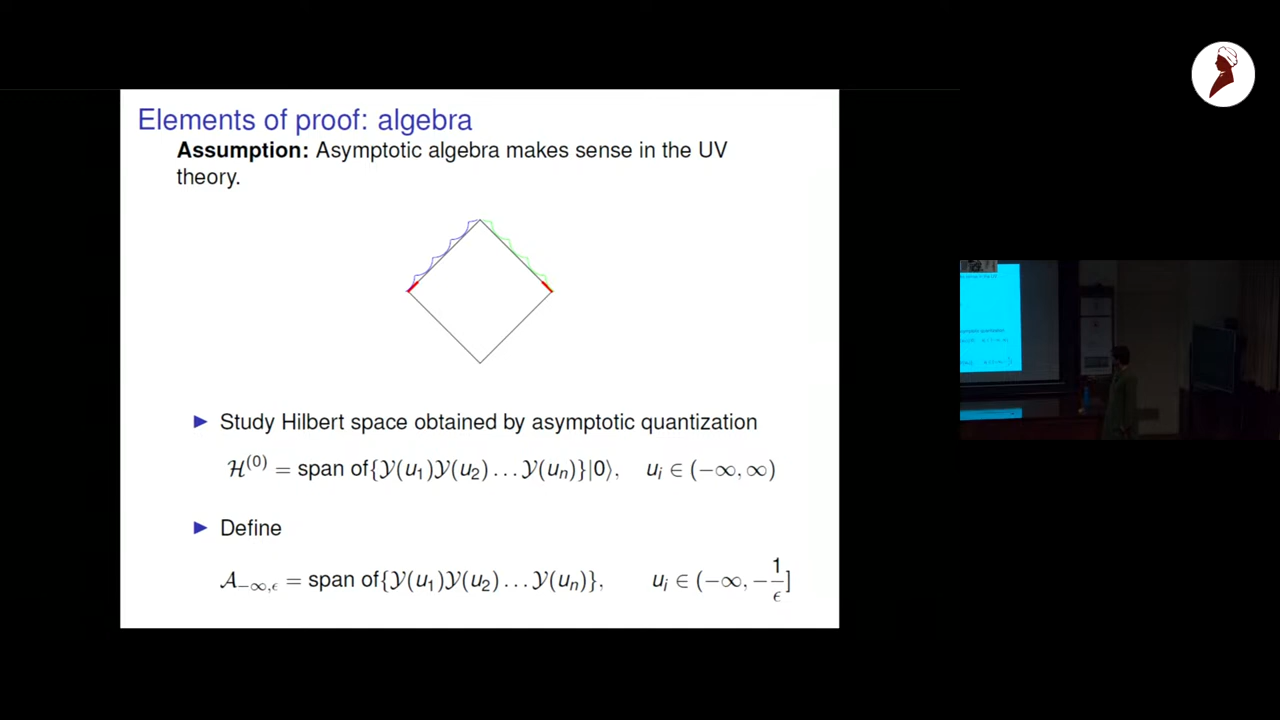 Elements of proof: algebra
Assumption: Asymptotic algebra makes sense in the UV
theory.
▶ Study Hilbert space obtained by asymptotic quantization
𝓗⁽⁰⁾ = span of{𝒴(u₁)𝒴(u₂)…𝒴(uₙ)}|0⟩, uᵢ ∈ (−∞, ∞)
▶ Define
𝒜₋∞,ϵ = span of{𝒴(u₁)𝒴(u₂)…𝒴(uₙ)}, uᵢ ∈ (−∞, −1/ϵ]